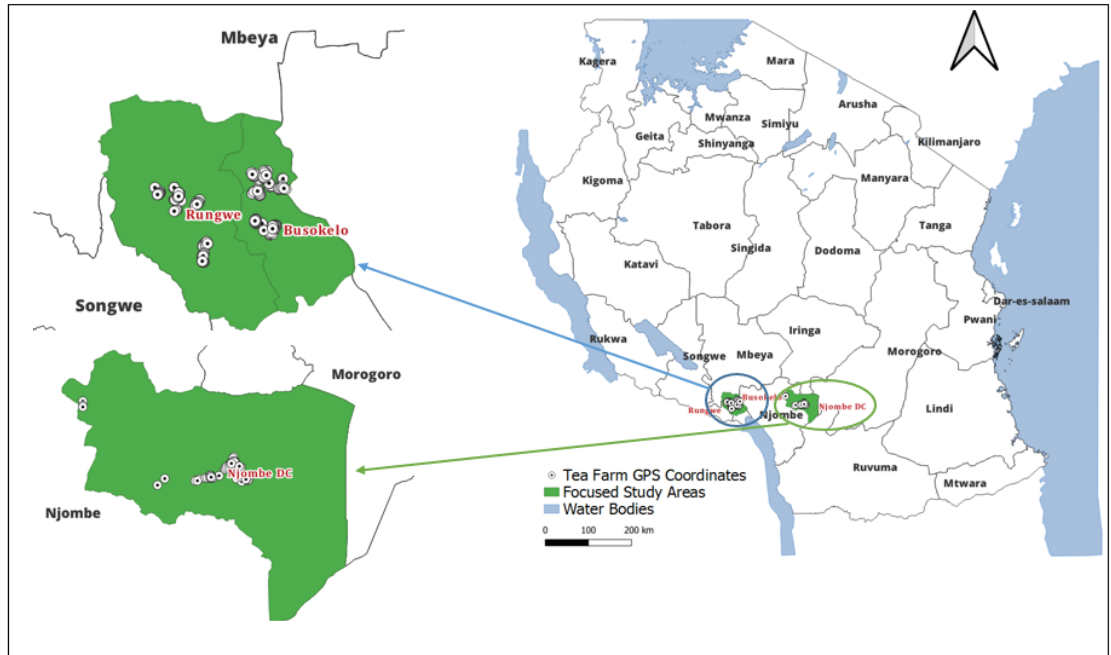 Mbeya
Rungwe
Busokelo
Songwe
Morogoro
Njombe DC
Njombe
Kagera
Mara
Arusha
Mwanza
Simiyu
Geita
Shinyanga
Kilimanjaro
Kigoma
Manyara
Tabora
Singida
Tanga
Dodoma
Katavi
Dar-es-salaam
Pwani
Iringa
Rukwa
Songwe
Mbeya
Morogoro
Busokelo
Rungwe
Njombe DC
Njombe
Lindi
Ruvuma
Mtwara
Tea Farm GPS Coordinates
Focused Study Areas
Water Bodies
0 100 200 km